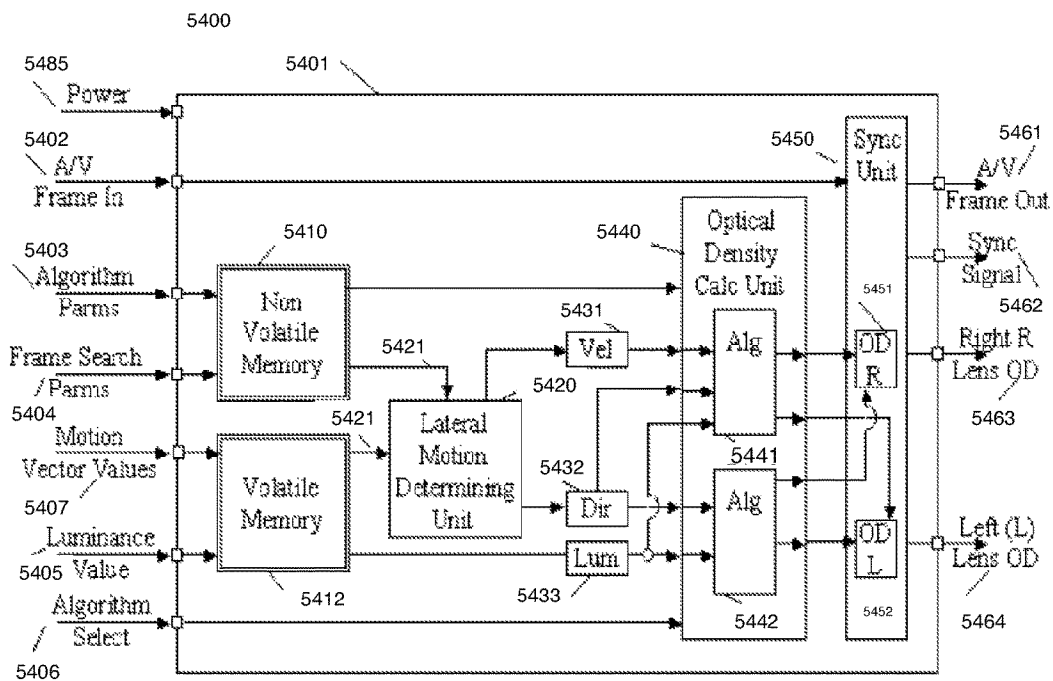 5400
5485
Power
5401
5402
A/V
Frame In
5450
Sync
Unit
5461
A/V
Frame Out
5403
Algorithm
Parms
5410
Non
Volatile
Memory
5440
Optical
Density
Calc Unit
Sync
Signal
5462
Frame Search
/ Parms
5404
5421
5431
Vel
Alg
5441
5451
OD
R
Right R
Lens OD
5463
Motion
Vector Values
5407
5421
5420
Lateral
Motion
Determining
Unit
5432
Dir
Volatile
Memory
5412
Luminance
Value
5405
Lum
5433
Alg
5442
OD
L
5452
Left (L)
Lens OD
5464
Algorithm
Select
5406